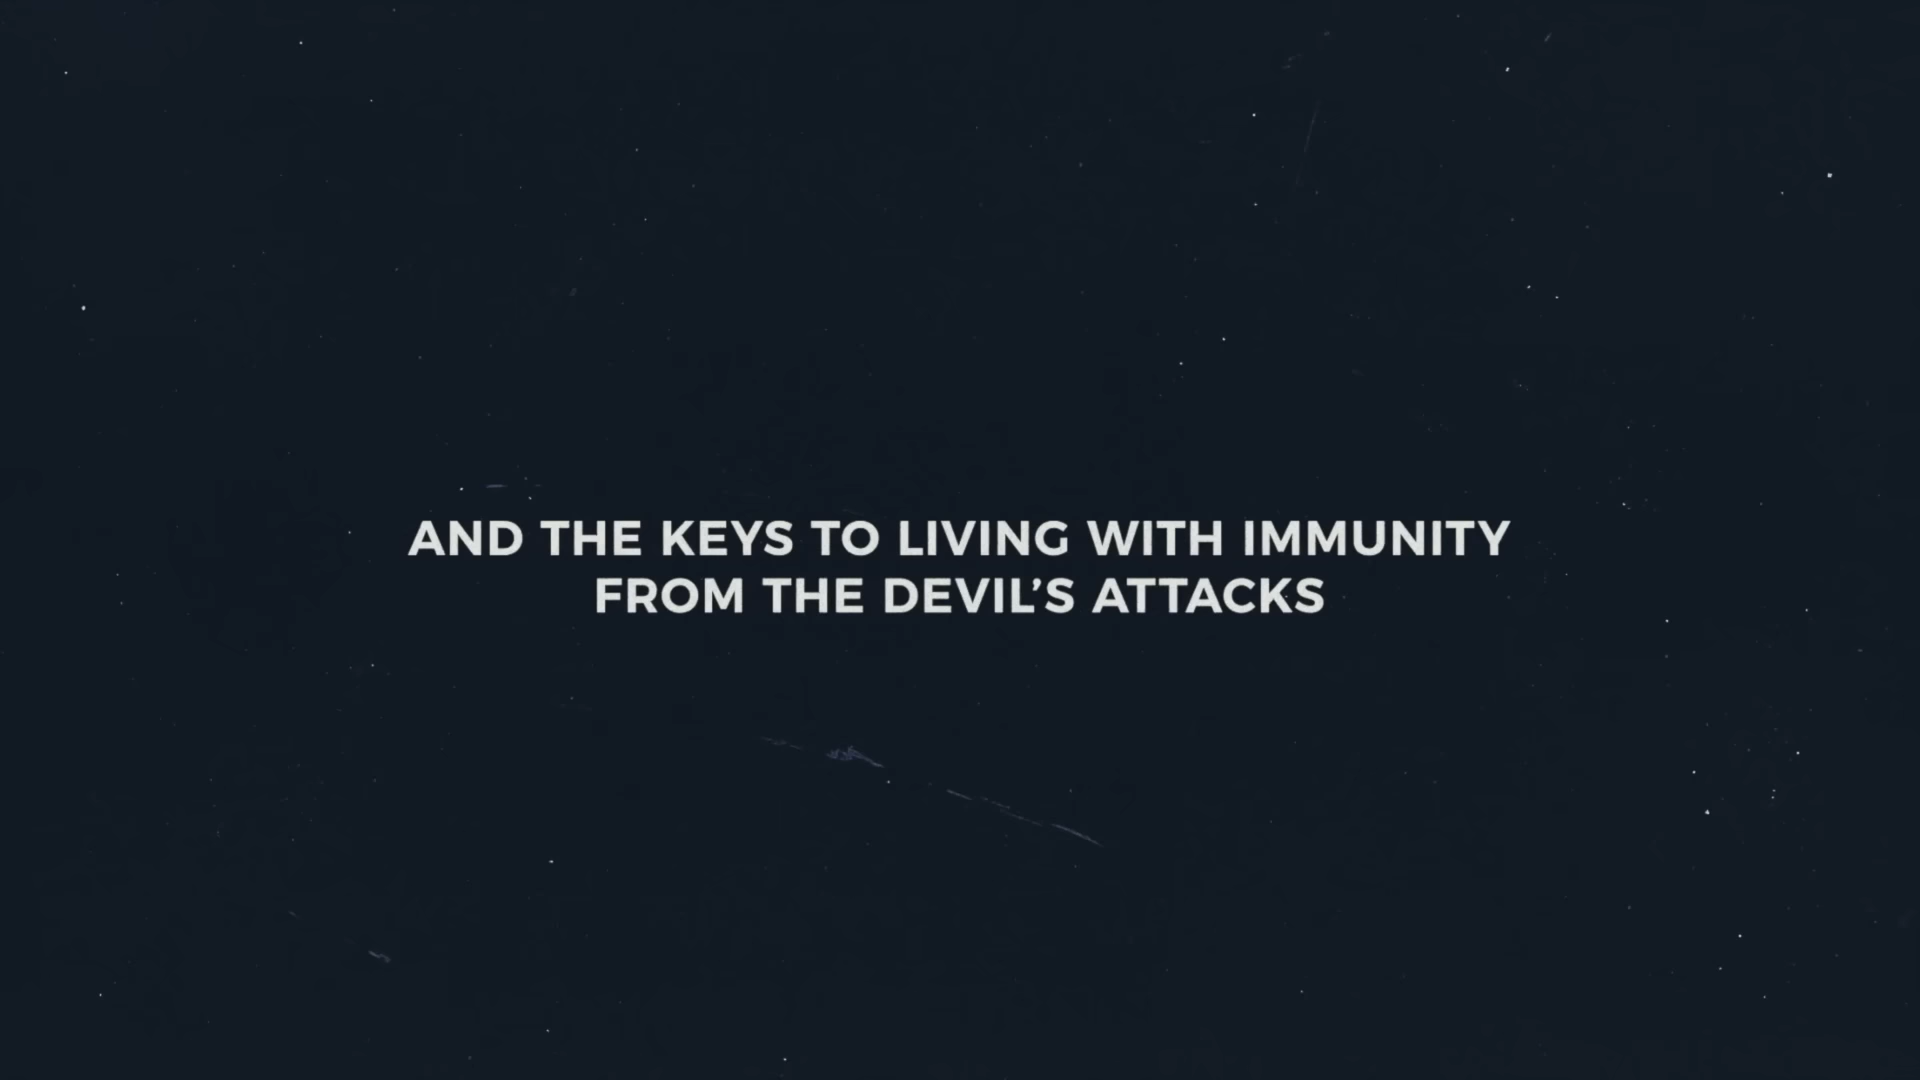 AND THE KEYS TO LIVING WITH IMMUNITY
FROM THE DEVIL’S ATTACKS